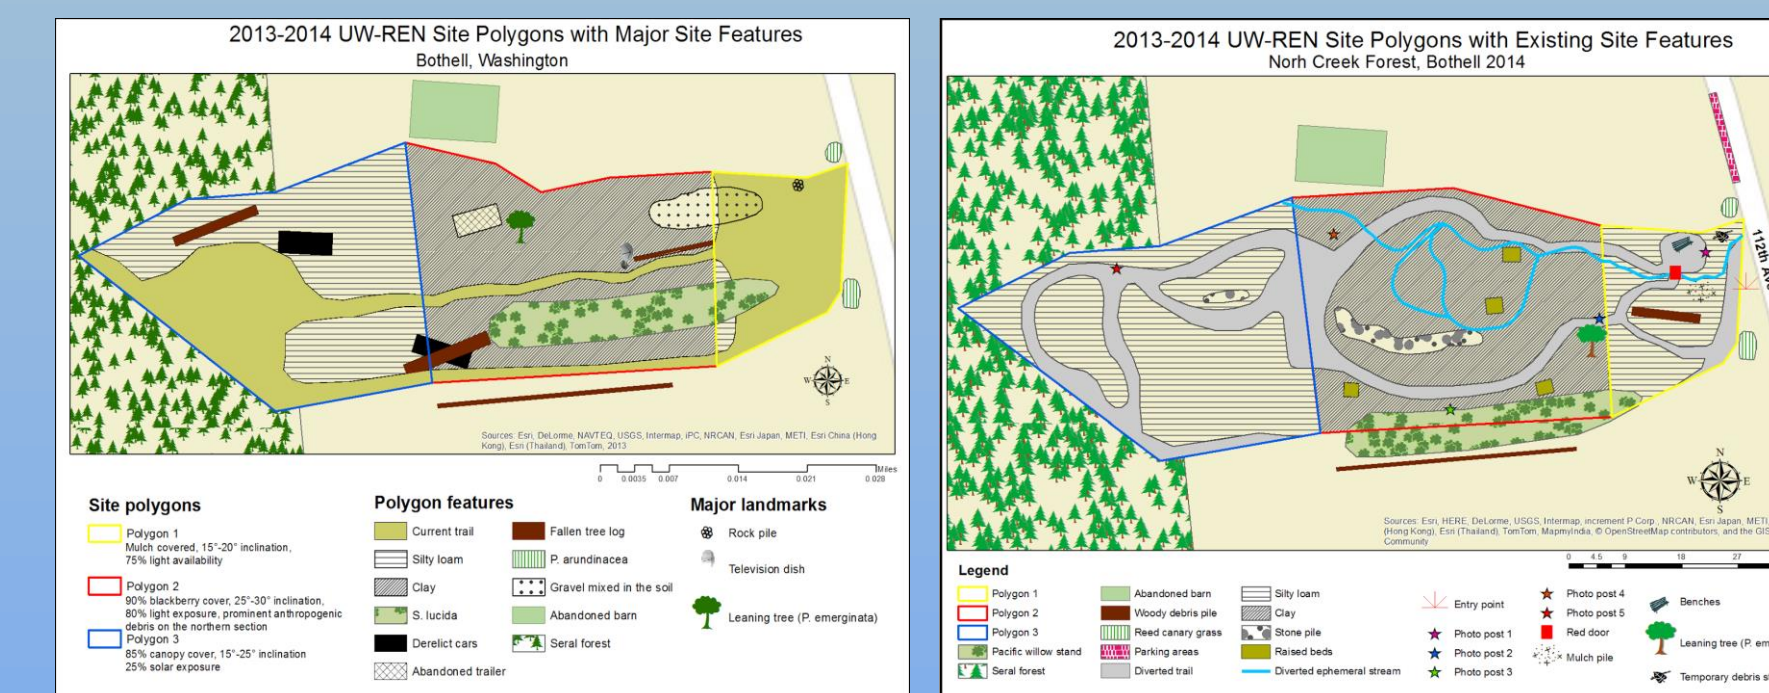 2013-2014 UW-REN Site Polygons with Major Site Features
Bothell, Washington
N
W
E
S
Sources: Esri, DeLorme, NAVTEQ, USGS, Intermap, iPC, NRCAN, Esri Japan, METI, Esri China (Hong
Kong), Esri (Thailand), TomTom, 2013
Miles
0 0.0035 0.007 0.014 0.021 0.028
Site polygons
Polygon 1
Mulch covered, 15°-20° inclination,
75% light availability
Polygon 2
90% blackberry cover, 25°-30° inclination,
80% light exposure, prominent anthropogenic
debris on the northern section
Polygon 3
85% canopy cover, 15°-25° inclination
25% solar exposure
Polygon features
Current trail
Silty loam
Clay
S. lucida
Derelict cars
Abandoned trailer
Fallen tree log
P. arundinacea
Gravel mixed in the soil
Abandoned barn
Seral forest
Major landmarks
Rock pile
Television dish
Leaning tree (P. emerginata)
2013-2014 UW-REN Site Polygons with Existing Site Features
Norh Creek Forest, Bothell 2014
112th Ave
N
W
E
S
Sources: Esri, HERE, DeLorme, USGS, Intermap, increment P Corp., NRCAN, Esri Japan, METI,
(Hong Kong), Esri (Thailand), TomTom, MapmyIndia, © OpenStreetMap contributors, and the GIS
Community
0 4.5 9 18 27
Legend
Polygon 1
Polygon 2
Polygon 3
Pacific willow stand
Seral forest
Abandoned barn
Woody debris pile
Reed canary grass
Parking areas
Diverted trail
Silty loam
Clay
Stone pile
Raised beds
Diverted ephemeral stream
Entry point
Photo post 1
Photo post 2
Photo post 3
Photo post 4
Photo post 5
Red door
Mulch pile
Benches
Leaning tree (P. em
Temporary debris s